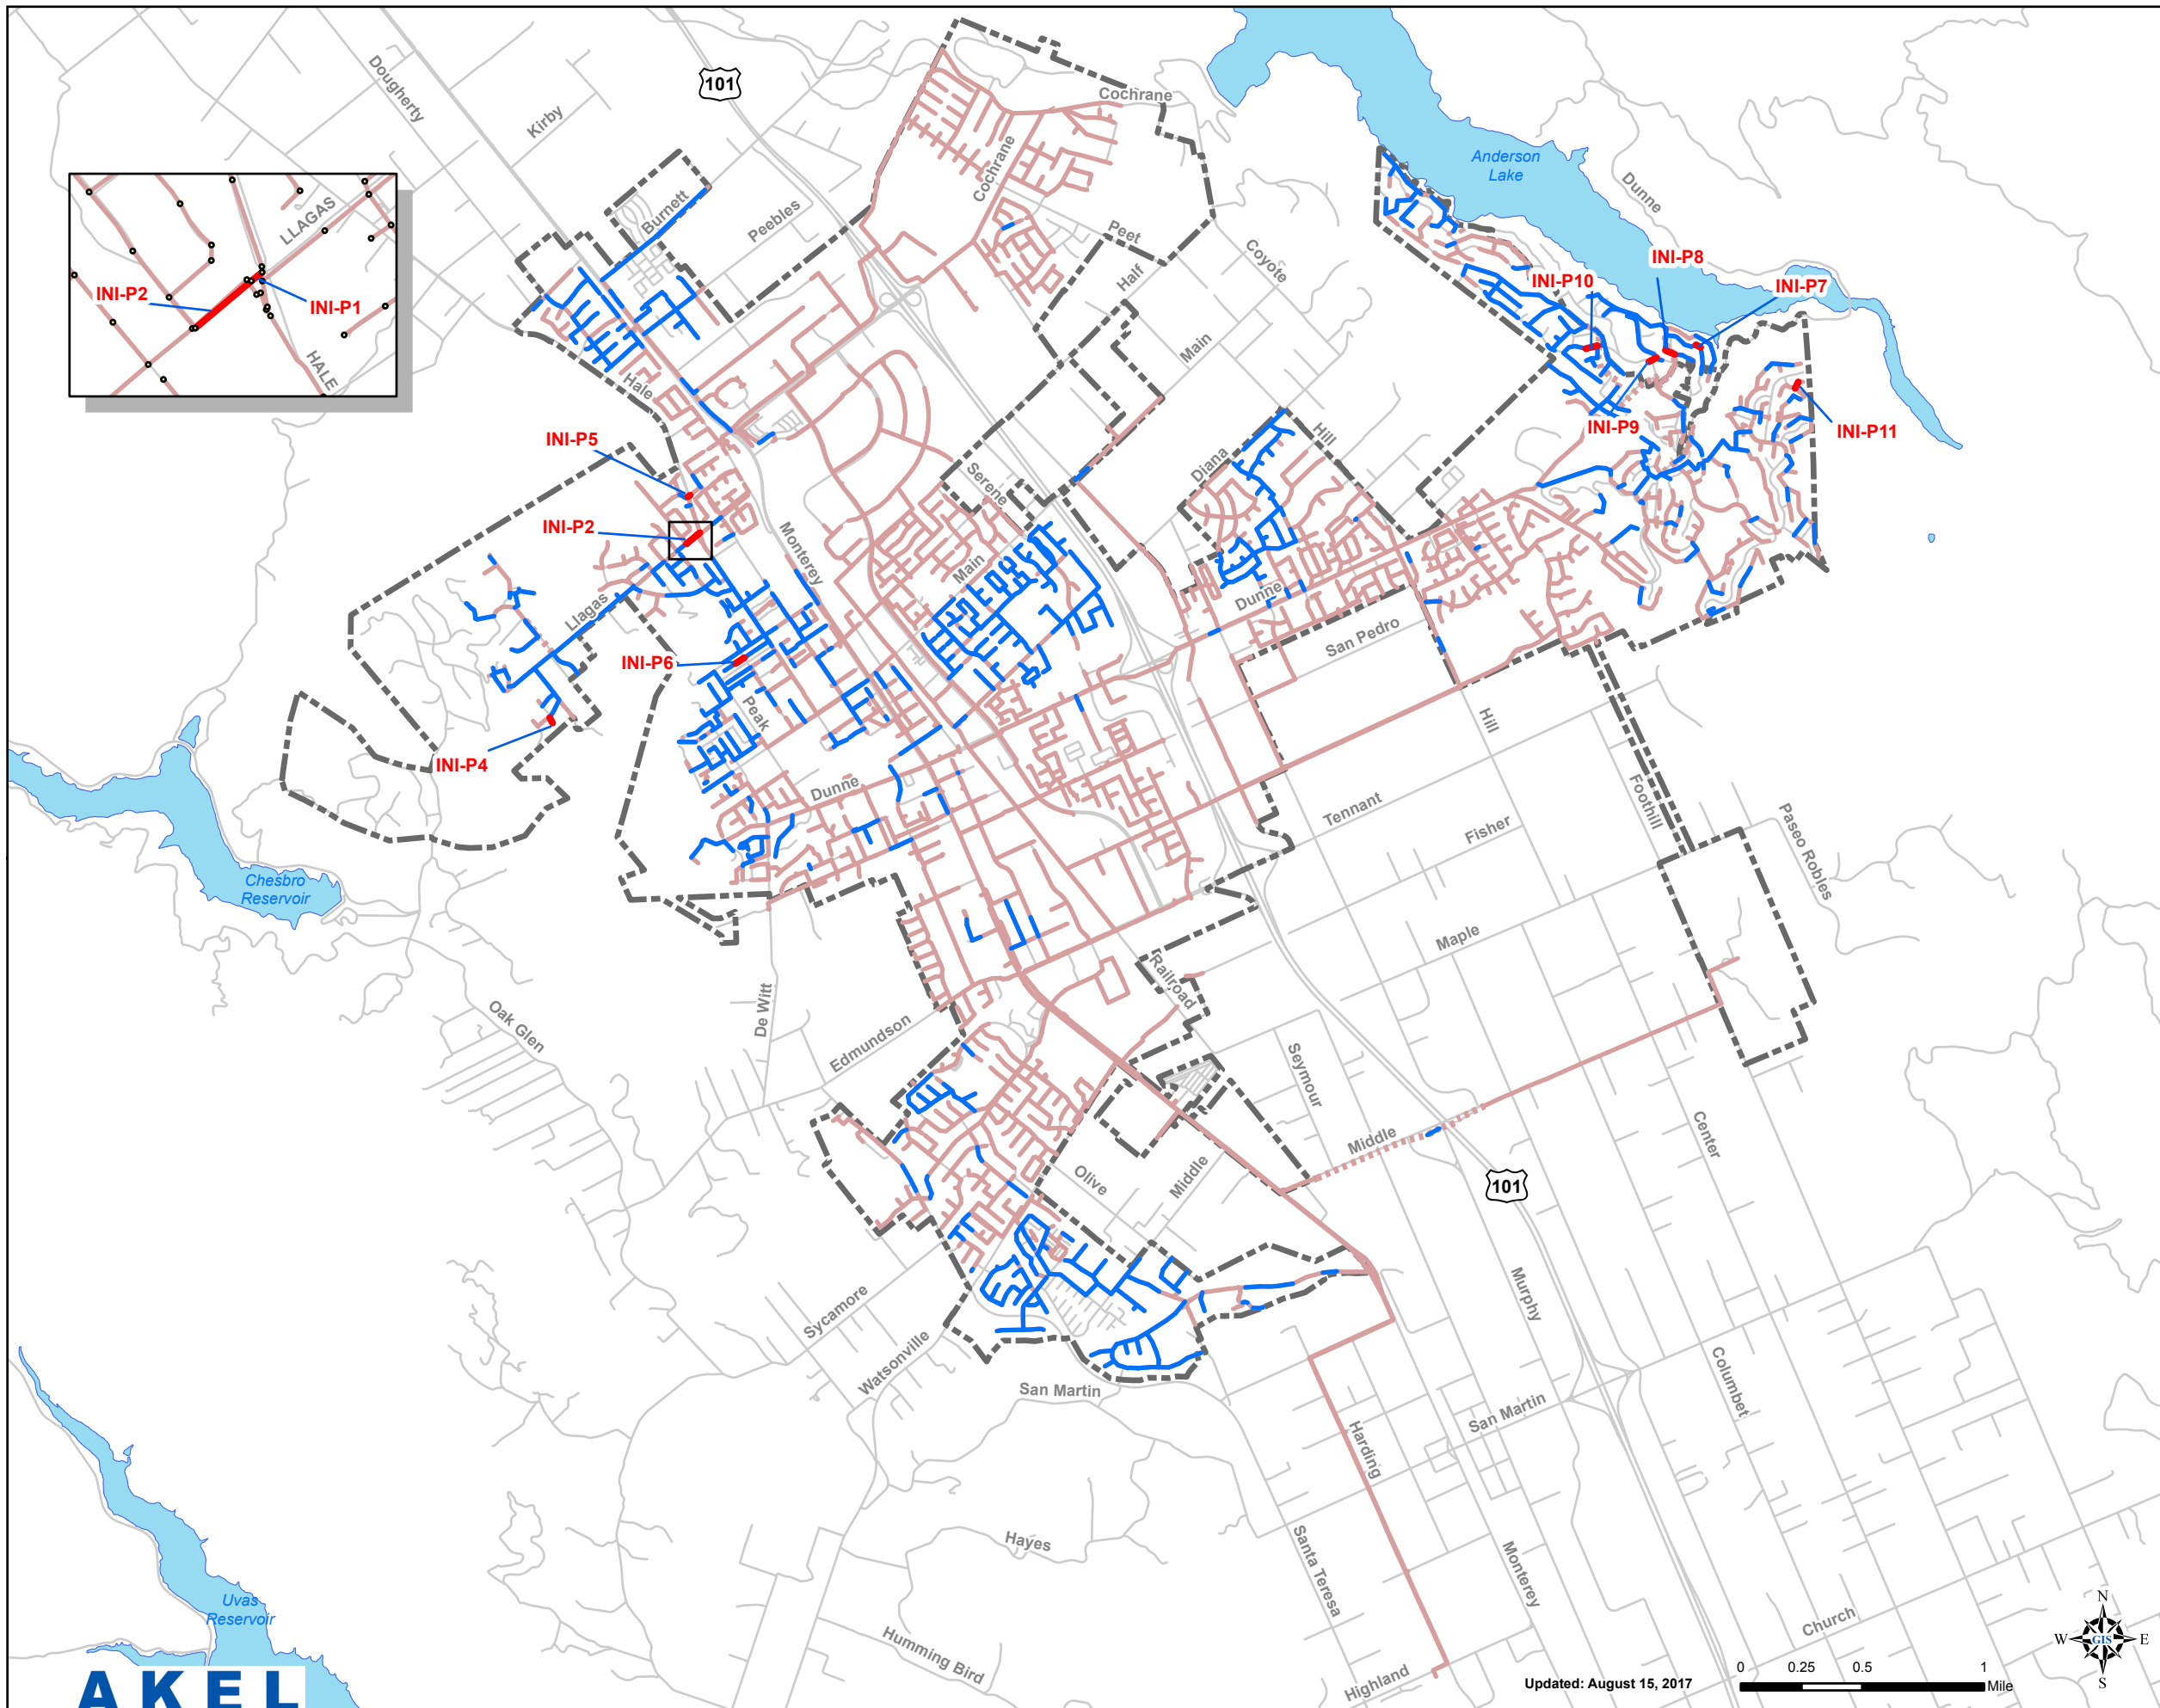 101
Dougherty
Kirby
Cochrane
Cochrane
Anderson
Lake
Dunne
Burnett
Peebles
Peet
Half
Coyote
LLAGAS
INI-P2
INI-P1
HALE
INI-P8
INI-P10
INI-P7
Main
Hale
INI-P9
INI-P11
INI-P5
Hill
Diana
Serene
INI-P2
Monterey
Main
Llagas
Dunne
San Pedro
INI-P6
Peak
Hill
INI-P4
Dunne
Tennant
Foothill
Fisher
Paseo Robles
Chesbro
Reservoir
Maple
Railroad
De Witt
Oak Glen
Edmundson
Seymour
Center
Middle
Olive
Middle
101
Murphy
Sycamore
Watsonville
San Martin
Columbet
San Martin
Harding
Hayes
Santa Teresa
Monterey
Uvas
Reservoir
Humming Bird
Church
Highland
N
W
GIS
E
S
0
0.25
0.5
1
Mile
Updated: August 15, 2017
AKEL